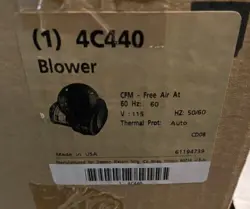 (1) 4C440
Blower
CFM - Free Air At
60 Hz: 60
V : 115 HZ: 50/60
Thermal Prot: Auto
CD08
Made in USA